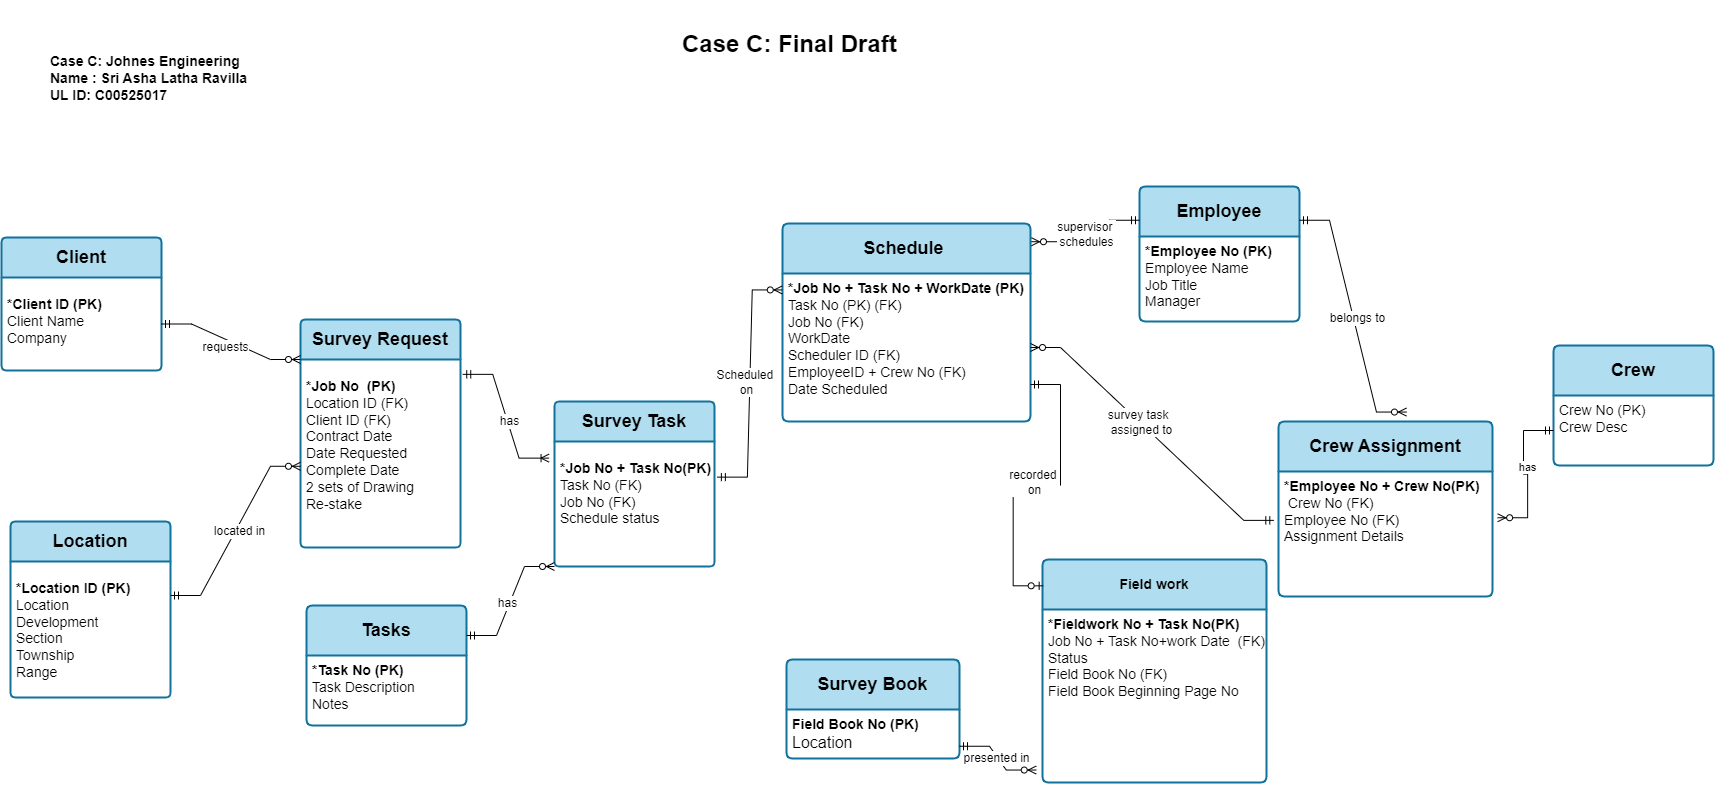 Case C: Final Draft
Case C: Johnes Engineering
Name : Sri Asha Latha Ravilla
UL ID: C00525017
Client
*Client ID (PK)
Client Name
Company
requests
Survey Request
*Job No  (PK)
Location ID (FK)
Client ID (FK)
Contract Date
Date Requested
Complete Date
2 sets of Drawing
Re-stake
Location
*Location ID (PK)
Location
Development
Section
Township
Range
located in
has
Survey Task
*Job No + Task No(PK)
Task No (FK)
Job No (FK)
Schedule status
Tasks
*Task No (PK)
Task Description
Notes
has
Scheduled
on
Schedule
*Job No + Task No + WorkDate (PK)
Task No (PK) (FK)
Job No (FK)
WorkDate
Scheduler ID (FK)
EmployeeID + Crew No (FK)
Date Scheduled
supervisor
schedules
Employee
*Employee No (PK)
Employee Name
Job Title
Manager
belongs to
survey task
assigned to
recorded
on
Crew
Crew No (PK)
Crew Desc
has
Crew Assignment
*Employee No + Crew No(PK)
Crew No (FK)
Employee No (FK)
Assignment Details
Field work
*Fieldwork No + Task No(PK)
Job No + Task No+work Date  (FK)
Status
Field Book No (FK)
Field Book Beginning Page No
Survey Book
Field Book No (PK)
Location
presented in